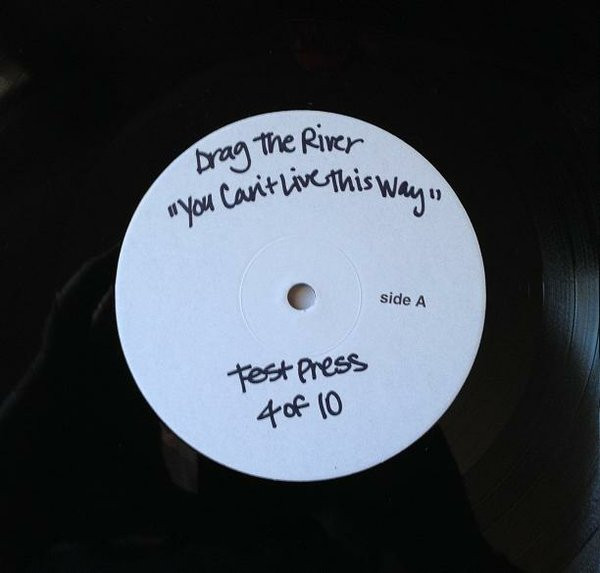 Drag The River
"You Can't Live This Way"
side A
Test Press
4 of 10